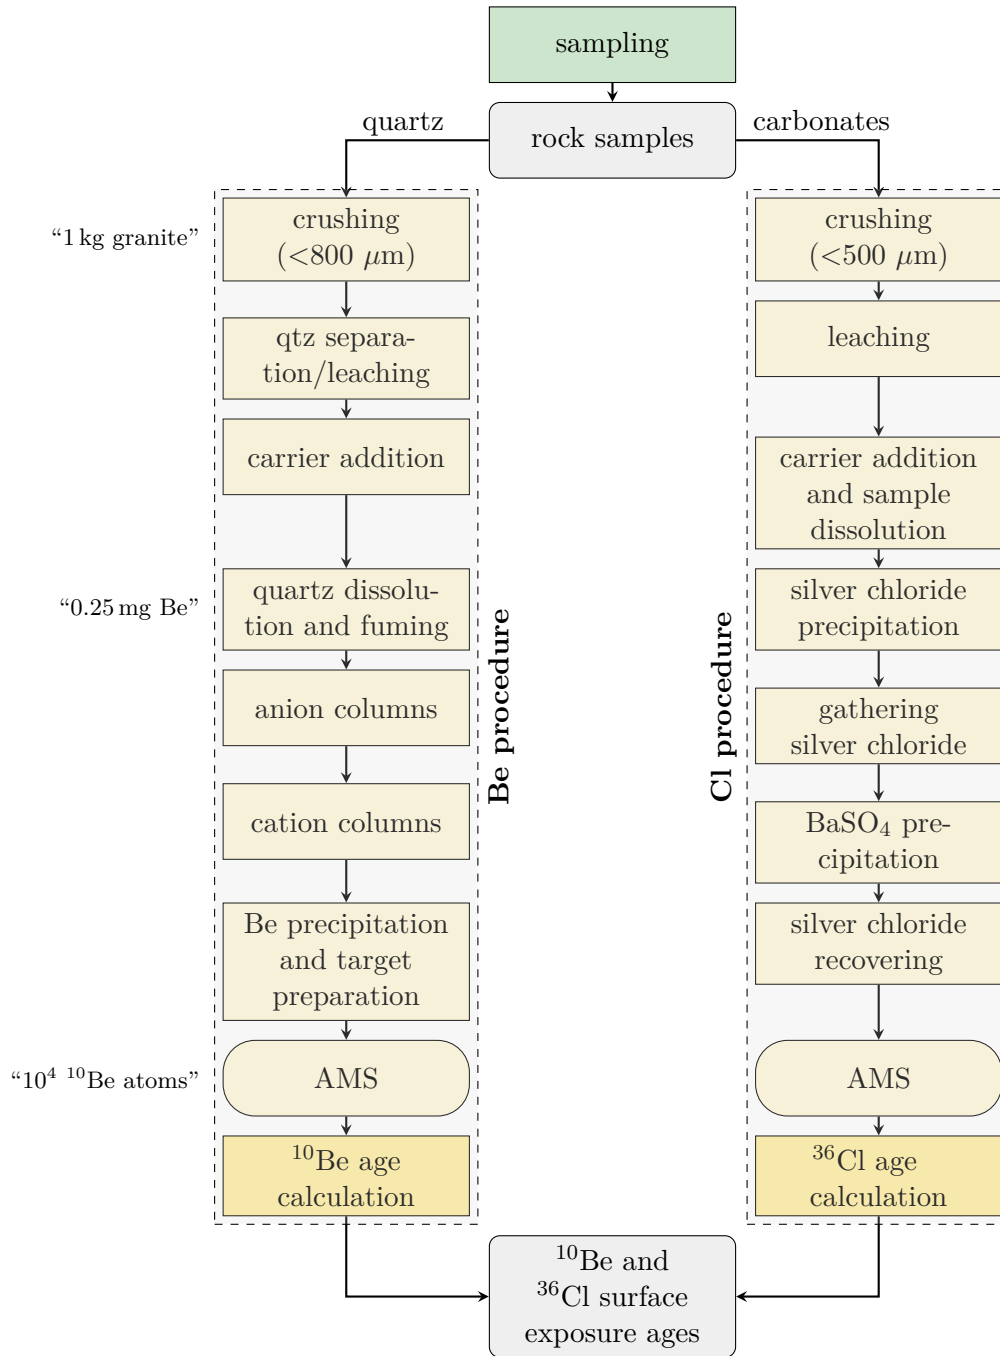 sampling
rock samples
quartz
carbonates
“1 kg granite”
crushing
(<800 µm)
qtz separa-
tion/leaching
carrier addition
“0.25 mg Be”
quartz dissolu-
tion and fuming
anion columns
cation columns
Be precipitation
and target
preparation
“10⁴ ¹⁰Be atoms”
AMS
¹⁰Be age
calculation
Be procedure
Cl procedure
crushing
(<500 µm)
leaching
carrier addition
and sample
dissolution
silver chloride
precipitation
gathering
silver chloride
BaSO₄ pre-
cipitation
silver chloride
recovering
AMS
³⁶Cl age
calculation
¹⁰Be and
³⁶Cl surface
exposure ages